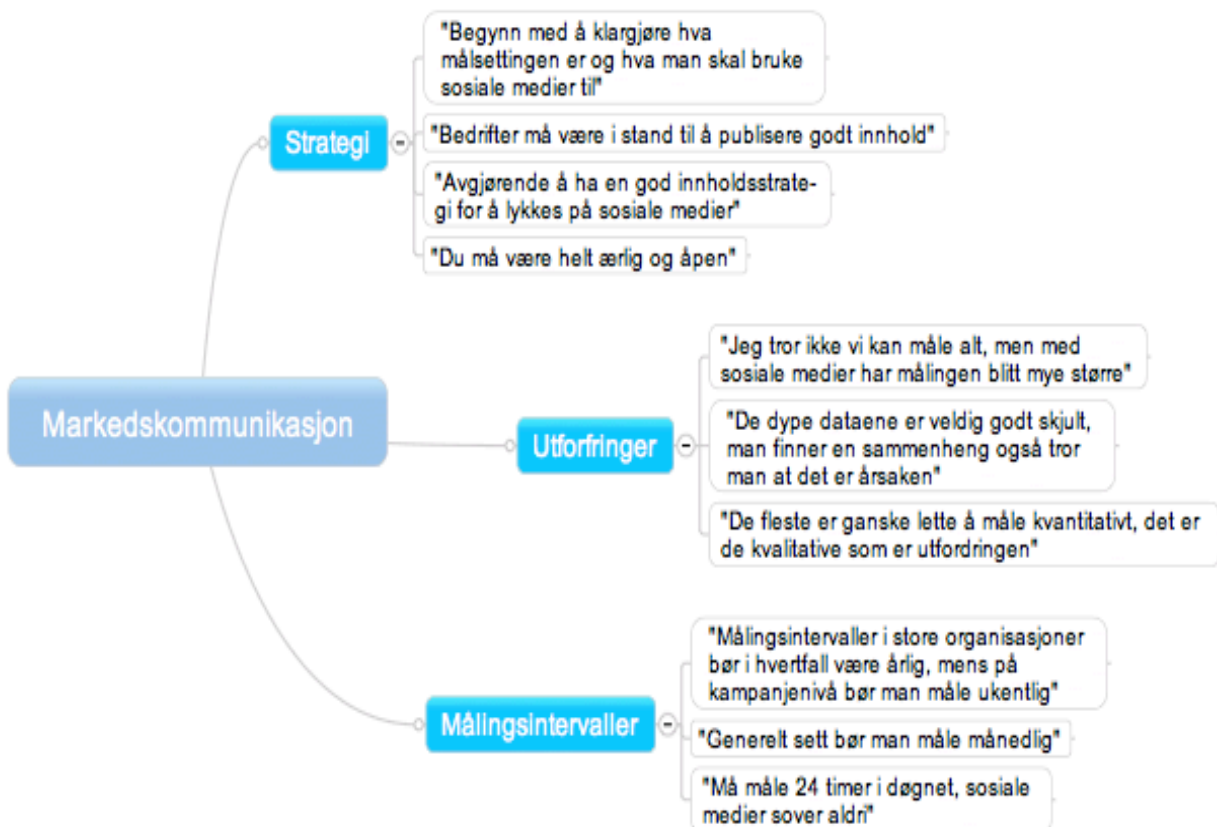 "Begynn med å klargjøre hva
målsettingen er og hva man skal bruke
sosiale medier til"
Strategi
"Bedrifter må være i stand til å publisere godt innhold"
"Avgjørende å ha en god innholdsstrate-
gi for å lykkes på sosiale medier"
"Du må være helt ærlig og åpen"
Markedskommunikasjon
"Jeg tror ikke vi kan måle alt, men med
sosiale medier har målingen blitt mye større"
Utforfringer
"De dype dataene er veldig godt skjult,
man finner en sammenheng også tror
man at det er årsaken"
"De fleste er ganske lette å måle kvantitativt, det er
de kvalitative som er utfordringen"
"Målingsintervaller i store organisasjoner
bør i hvertfall være årlig, mens på
kampanjenivå bør man måle ukentlig"
Målingsintervaller
"Generelt sett bør man måle månedlig"
"Må måle 24 timer i døgnet, sosiale
medier sover aldri"